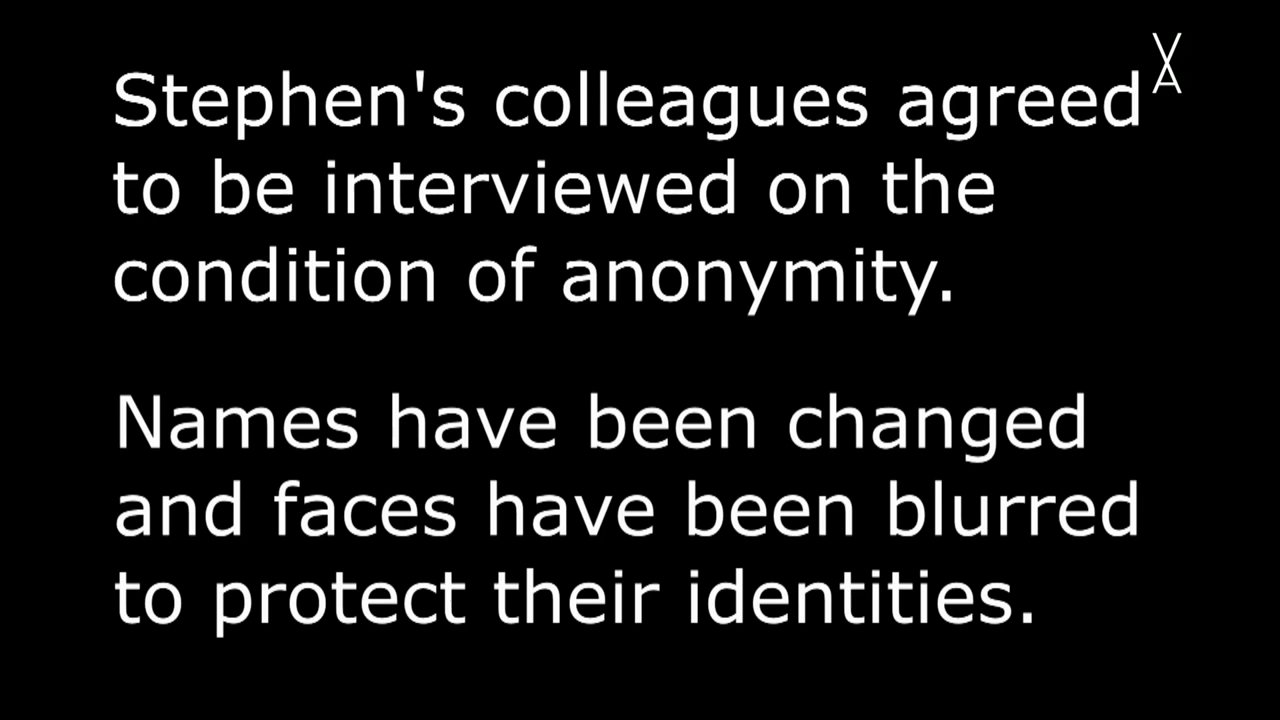 Stephen's colleagues agreed
to be interviewed on the
condition of anonymity.
Names have been changed
and faces have been blurred
to protect their identities.